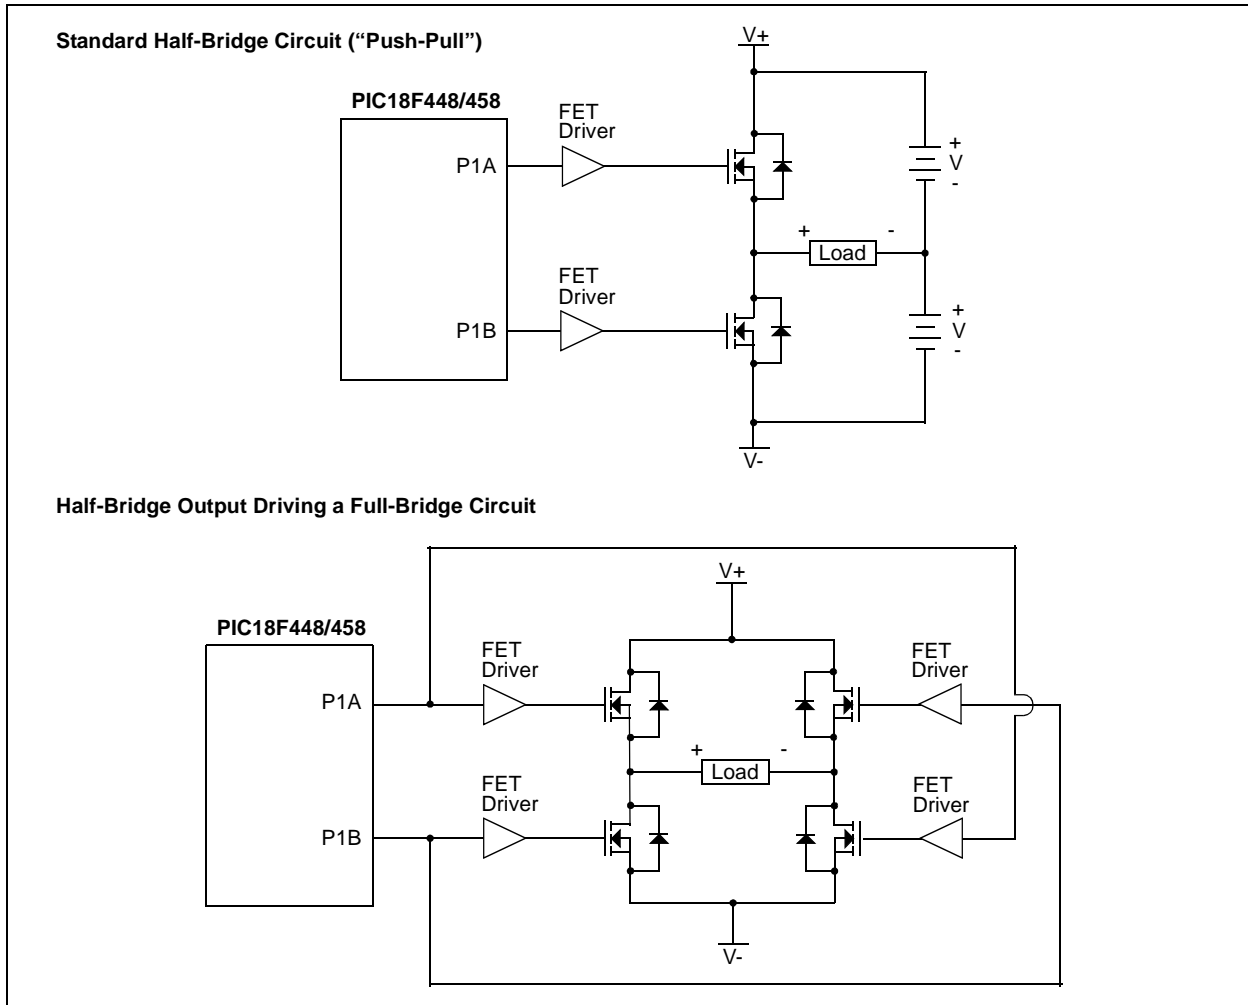 Standard Half-Bridge Circuit (“Push-Pull”)
V+
PIC18F448/458
FET
Driver
P1A
+
V
-
+ -
Load
FET
Driver
P1B
+
V
-
V-
Half-Bridge Output Driving a Full-Bridge Circuit
V+
PIC18F448/458
FET
Driver
FET
Driver
P1A
+ -
Load
FET
Driver
FET
Driver
P1B
V-